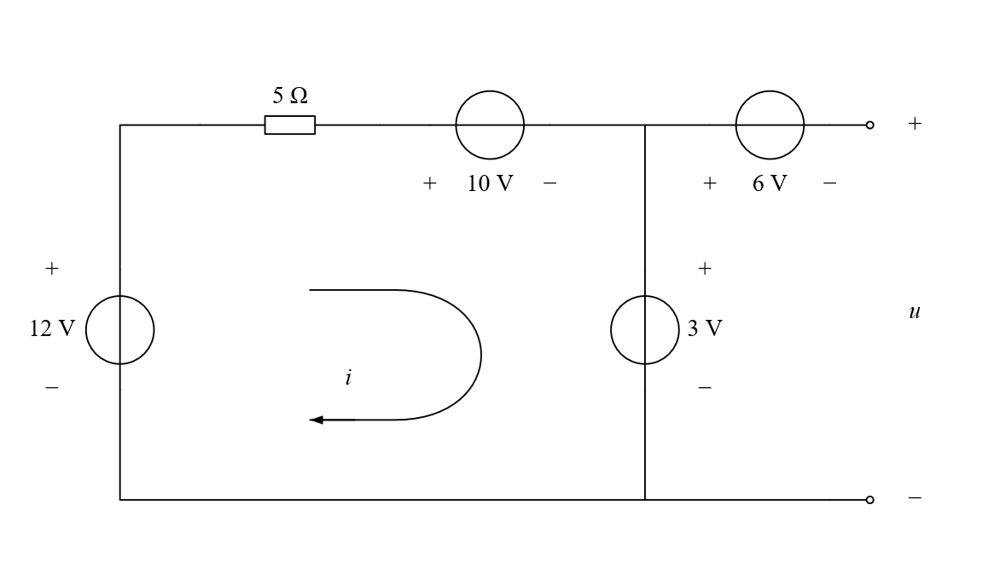 5 Ω
+ 10 V − + 6 V − +
+ +
12 V 3 V u
i
− −
−